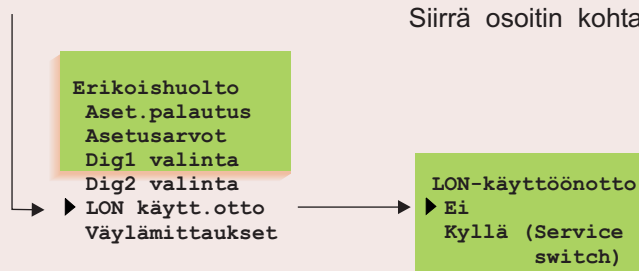 Siirrä osoitin kohta
Erikoishuolto
Aset.palautus
Asetusarvot
Dig1 valinta
Dig2 valinta
LON käytt.otto
Väylämittaukset
LON-käyttöönotto
Ei
Kyllä (Service
switch)